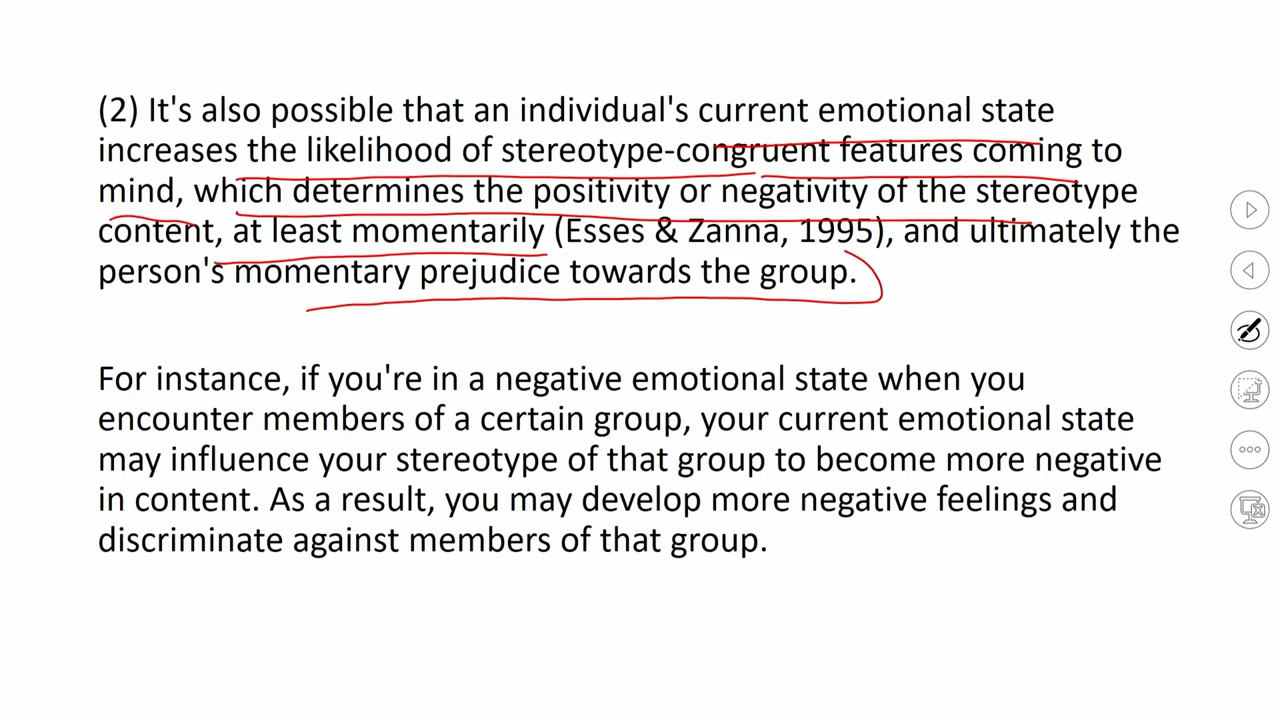 (2) It's also possible that an individual's current emotional state
increases the likelihood of stereotype-congruent features coming to
mind, which determines the positivity or negativity of the stereotype
content, at least momentarily (Esses & Zanna, 1995), and ultimately the
person's momentary prejudice towards the group.
For instance, if you're in a negative emotional state when you
encounter members of a certain group, your current emotional state
may influence your stereotype of that group to become more negative
in content. As a result, you may develop more negative feelings and
discriminate against members of that group.